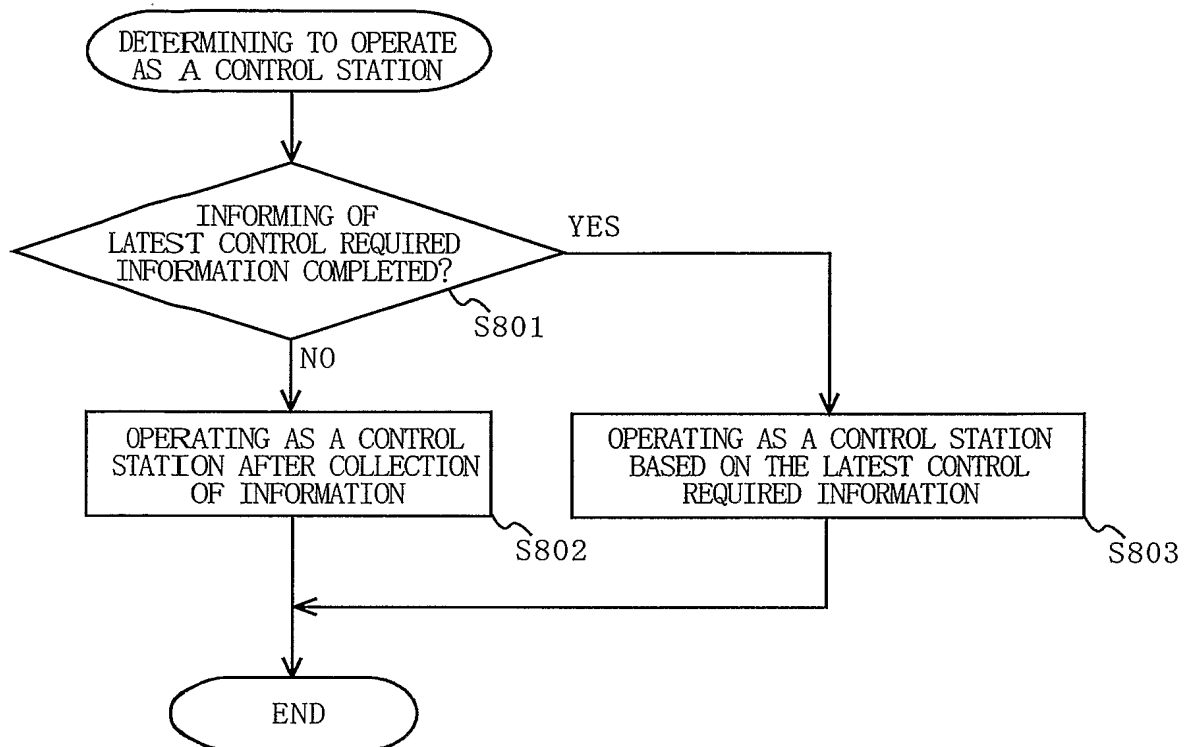 DETERMINING TO OPERATE
AS A CONTROL STATION
INFORMING OF
LATEST CONTROL REQUIRED
INFORMATION COMPLETED?
YES
S801
NO
OPERATING AS A CONTROL
STATION AFTER COLLECTION
OF INFORMATION
S802
OPERATING AS A CONTROL STATION
BASED ON THE LATEST CONTROL
REQUIRED INFORMATION
S803
END